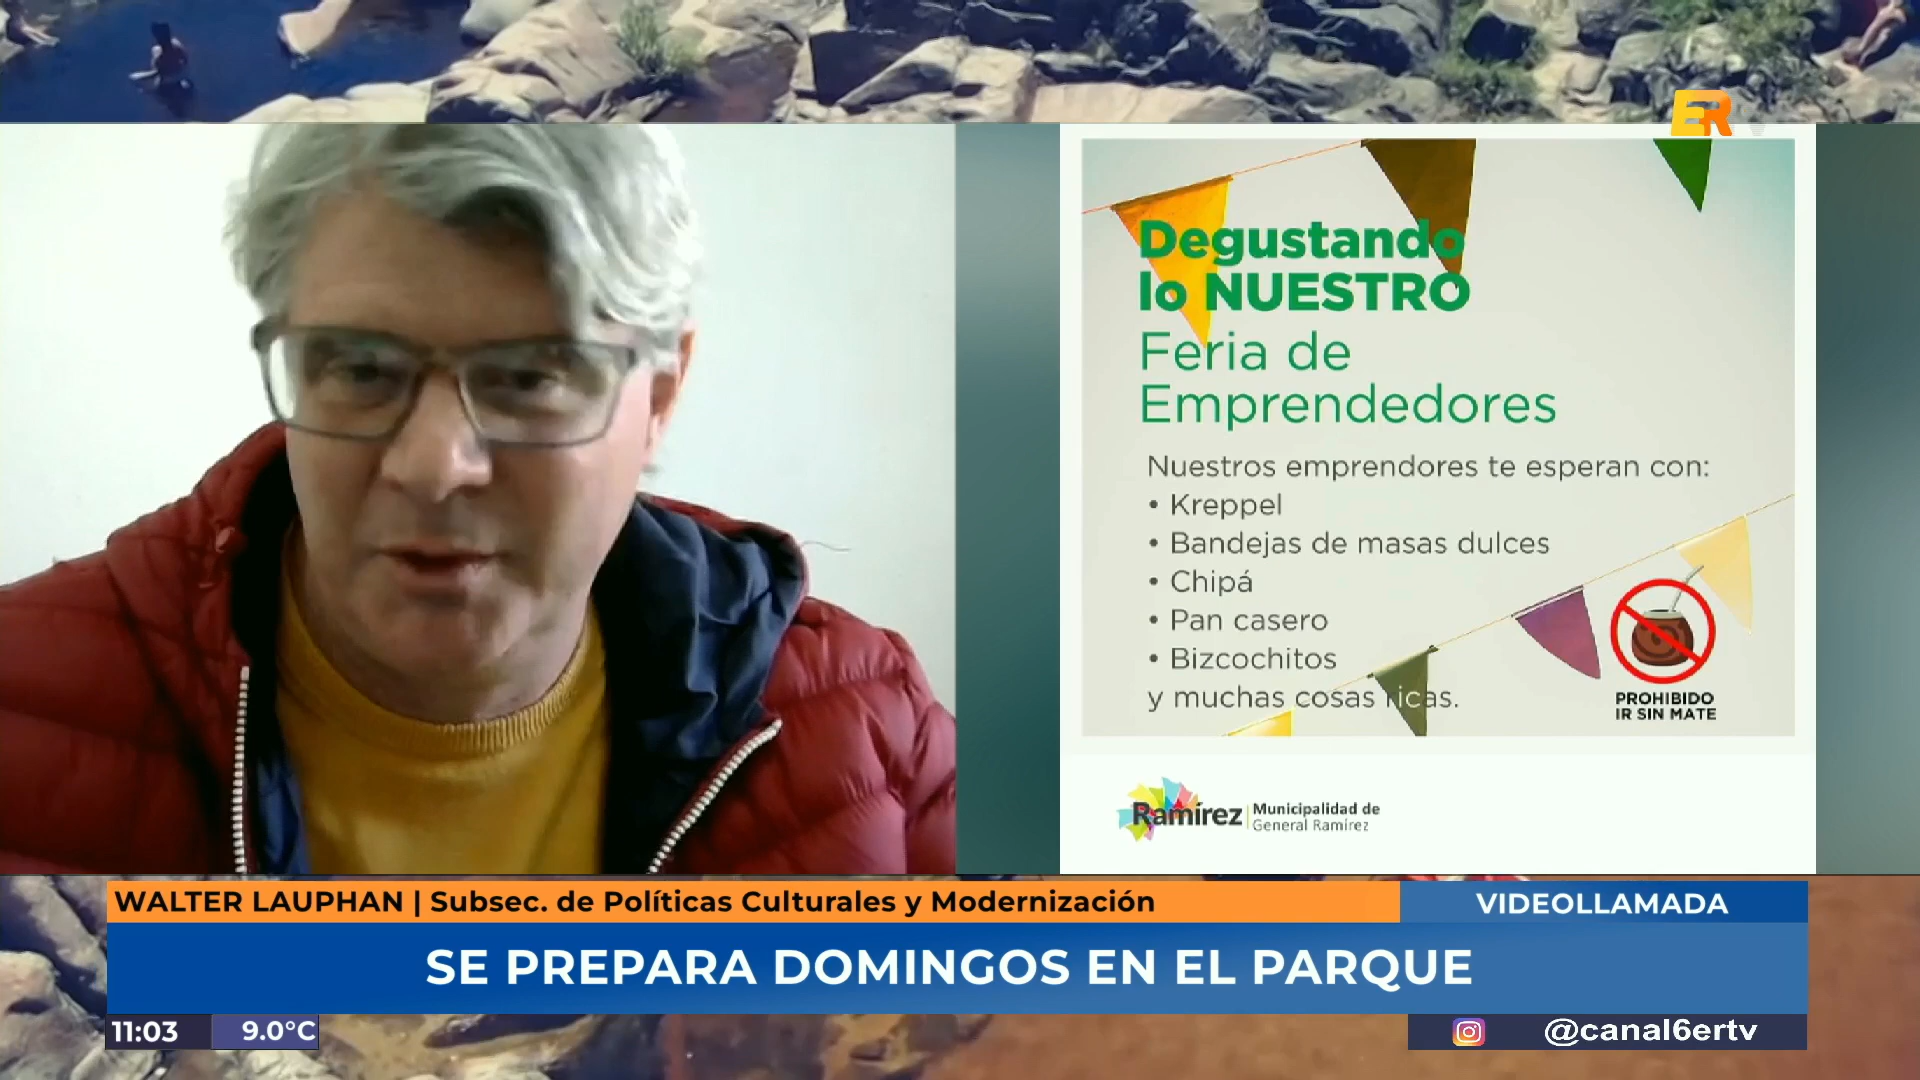 ER
Degustando
lo NUESTRO
Feria de
Emprendedores
Nuestros emprendores te esperan con:
• Kreppel
• Bandejas de masas dulces
• Chipá
• Pan casero
• Bizcochitos
y muchas cosas ricas.
PROHIBIDO
IR SIN MATE
Ramírez
Municipalidad de
General Ramírez
WALTER LAUPHAN | Subsec. de Políticas Culturales y Modernización
VIDEOLLAMADA
SE PREPARA DOMINGOS EN EL PARQUE
11:03
9.0°C
@canal6ertv